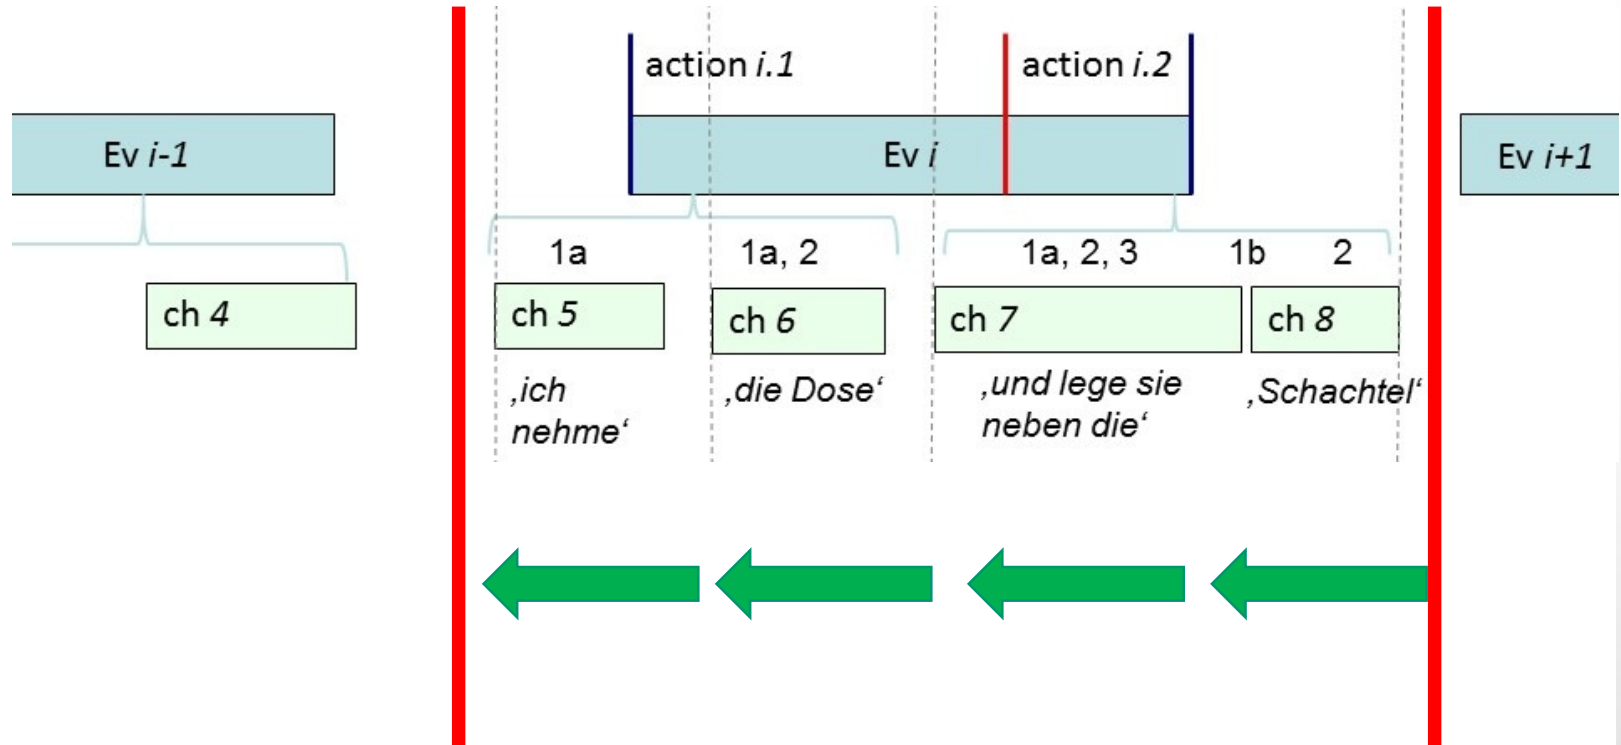 action i.1
action i.2
Ev i-1
Ev i
Ev i+1
1a
1a, 2
1a, 2, 3
1b
2
ch 4
ch 5
ch 6
ch 7
ch 8
‚ich
nehme‘
‚die Dose‘
‚und lege sie
neben die‘
‚Schachtel‘